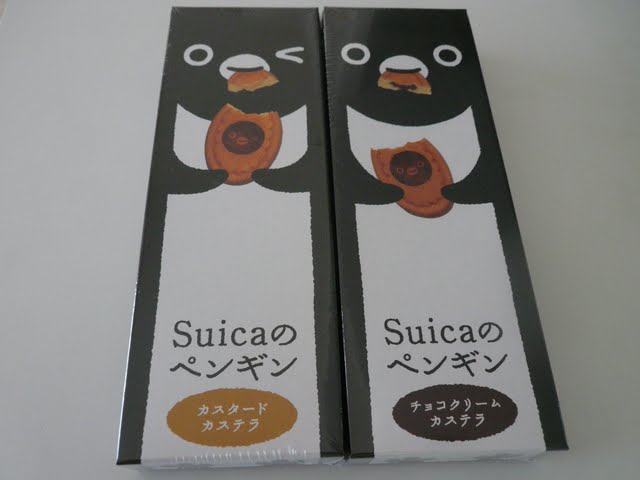 Suicaの
ペンギン
カスタード
カステラ
Suicaの
ペンギン
チョコクリーム
カステラ